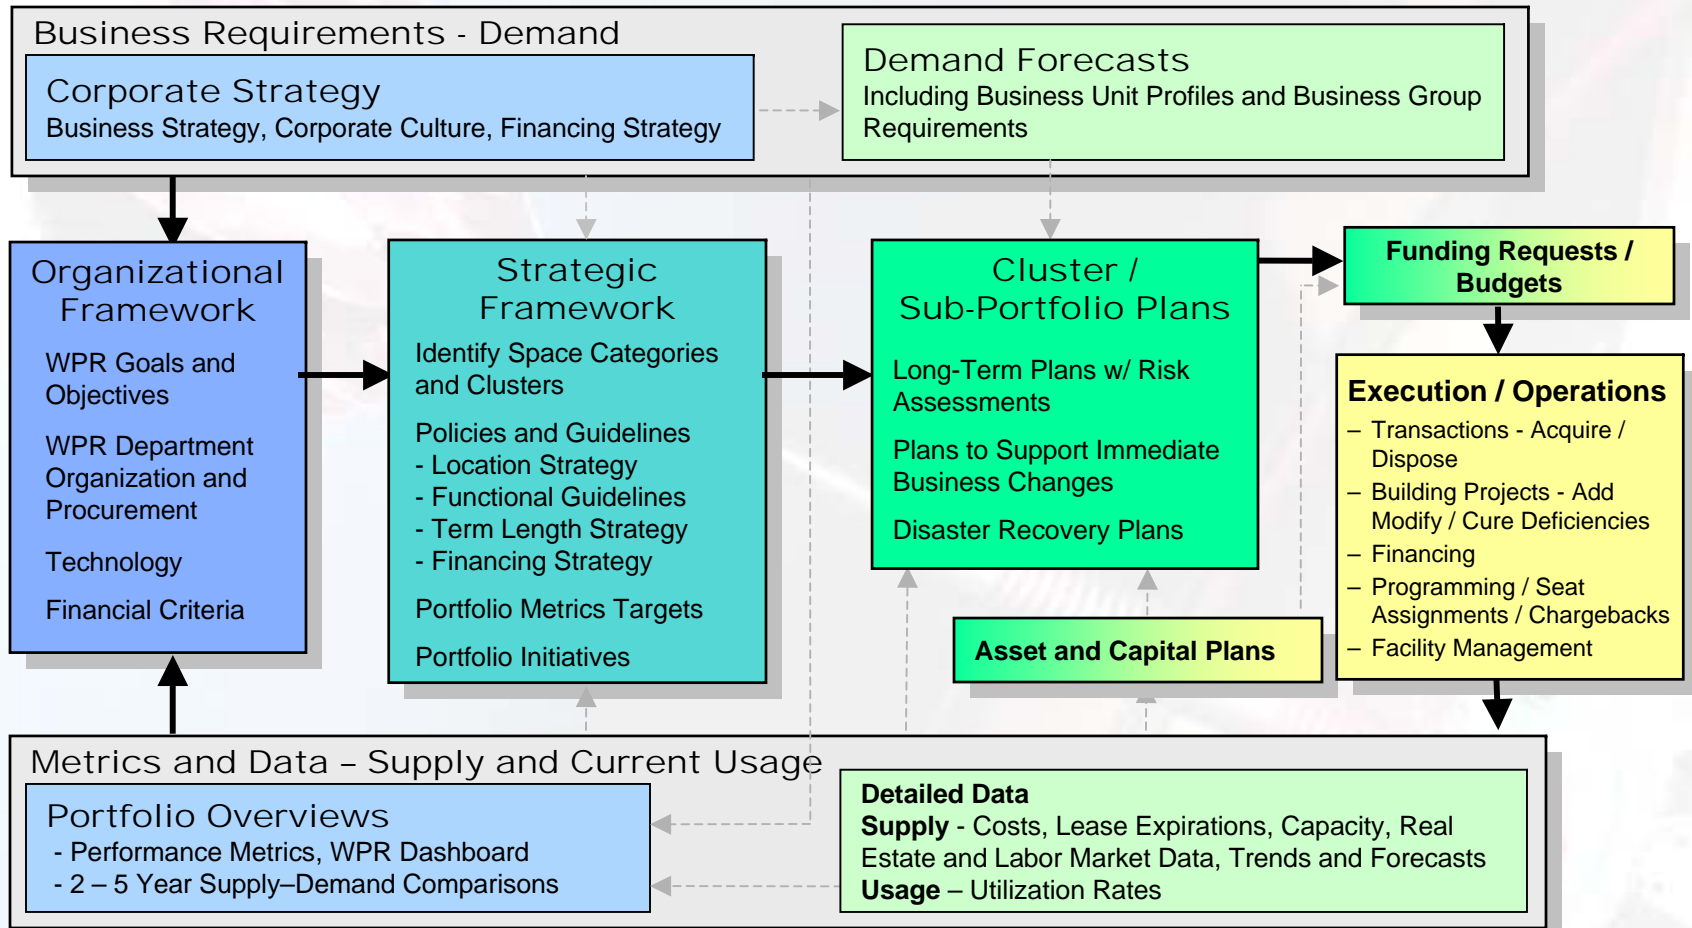 Business Requirements - Demand
Corporate Strategy
Business Strategy, Corporate Culture, Financing Strategy
Demand Forecasts
Including Business Unit Profiles and Business Group
Requirements
Organizational
Framework
WPR Goals and
Objectives
WPR Department
Organization and
Procurement
Technology
Financial Criteria
Strategic
Framework
Identify Space Categories
and Clusters
Policies and Guidelines
- Location Strategy
- Functional Guidelines
- Term Length Strategy
- Financing Strategy
Portfolio Metrics Targets
Portfolio Initiatives
Cluster /
Sub-Portfolio Plans
Long-Term Plans w/ Risk
Assessments
Plans to Support Immediate
Business Changes
Disaster Recovery Plans
Asset and Capital Plans
Funding Requests /
Budgets
Execution / Operations
– Transactions - Acquire /
Dispose
– Building Projects - Add
Modify / Cure Deficiencies
– Financing
– Programming / Seat
Assignments / Chargebacks
– Facility Management
Metrics and Data – Supply and Current Usage
Portfolio Overviews
- Performance Metrics, WPR Dashboard
- 2 – 5 Year Supply–Demand Comparisons
Detailed Data
Supply - Costs, Lease Expirations, Capacity, Real
Estate and Labor Market Data, Trends and Forecasts
Usage – Utilization Rates